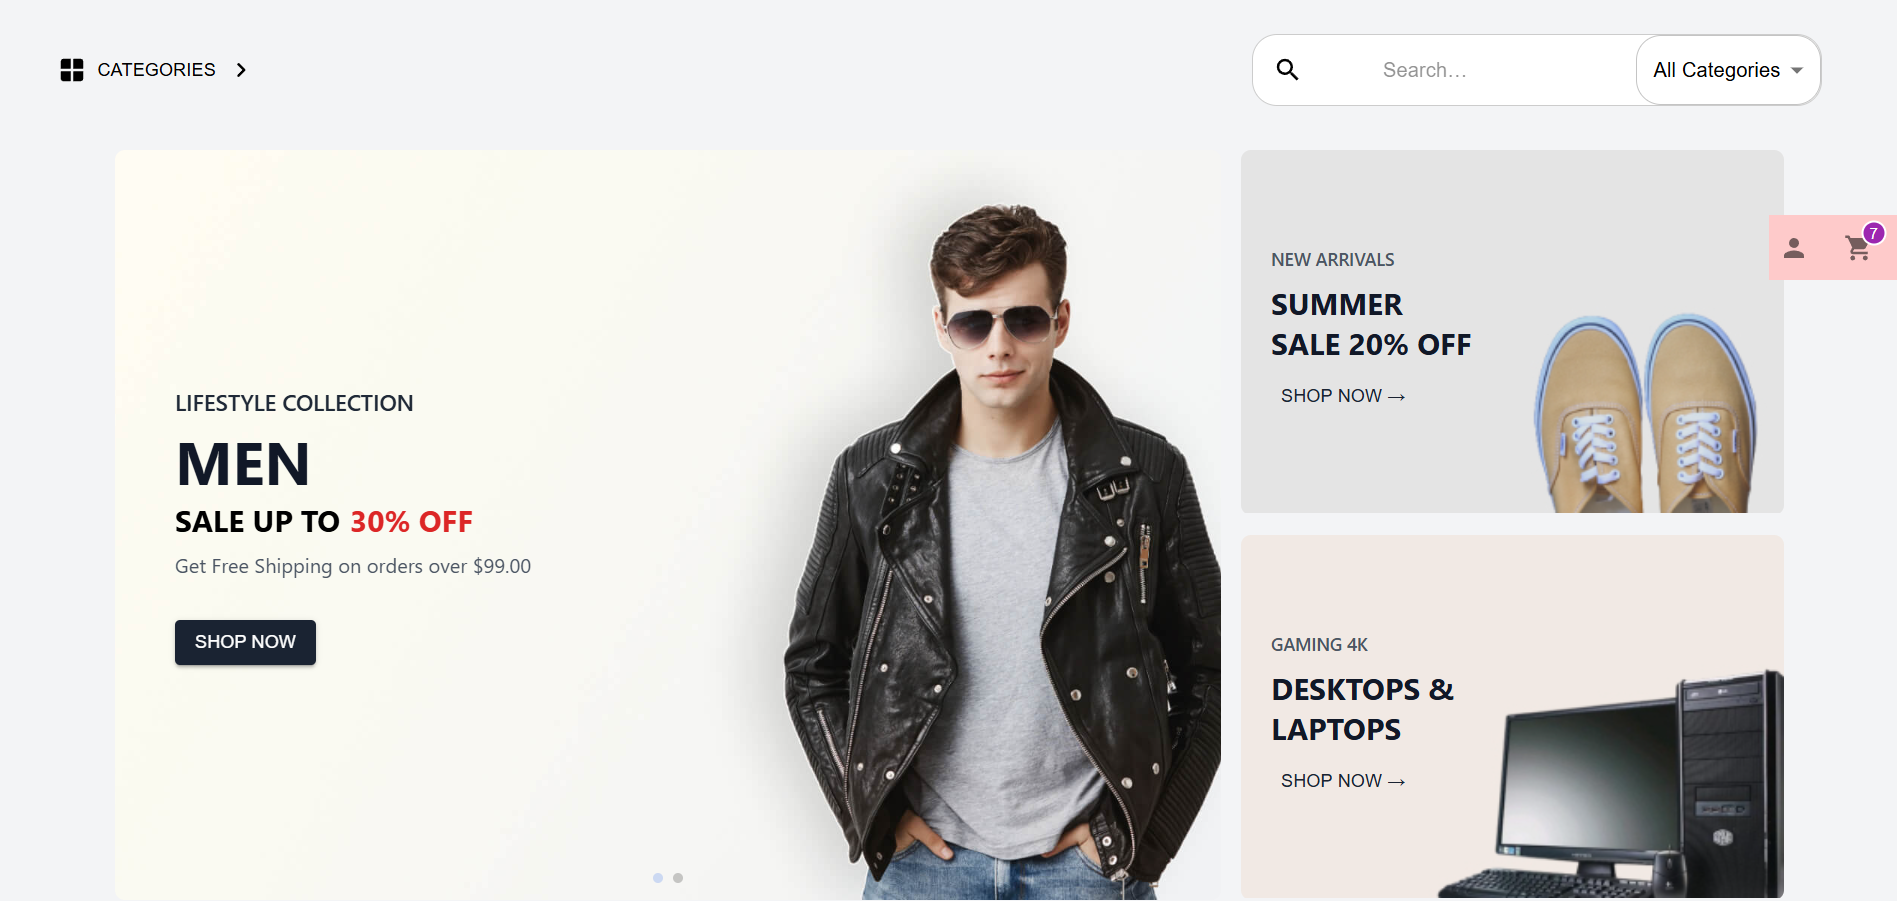 CATEGORIES
Search…
All Categories
LIFESTYLE COLLECTION
MEN
SALE UP TO 30% OFF
Get Free Shipping on orders over $99.00
SHOP NOW
NEW ARRIVALS
SUMMER
SALE 20% OFF
SHOP NOW →
7
GAMING 4K
DESKTOPS &
LAPTOPS
SHOP NOW →